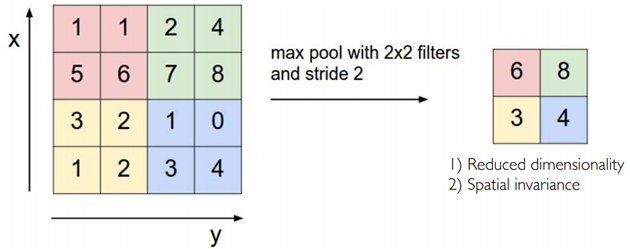 x
1 1 2 4
5 6 7 8
3 2 1 0
1 2 3 4
y
max pool with 2x2 filters
and stride 2
6 8
3 4
1) Reduced dimensionality
2) Spatial invariance